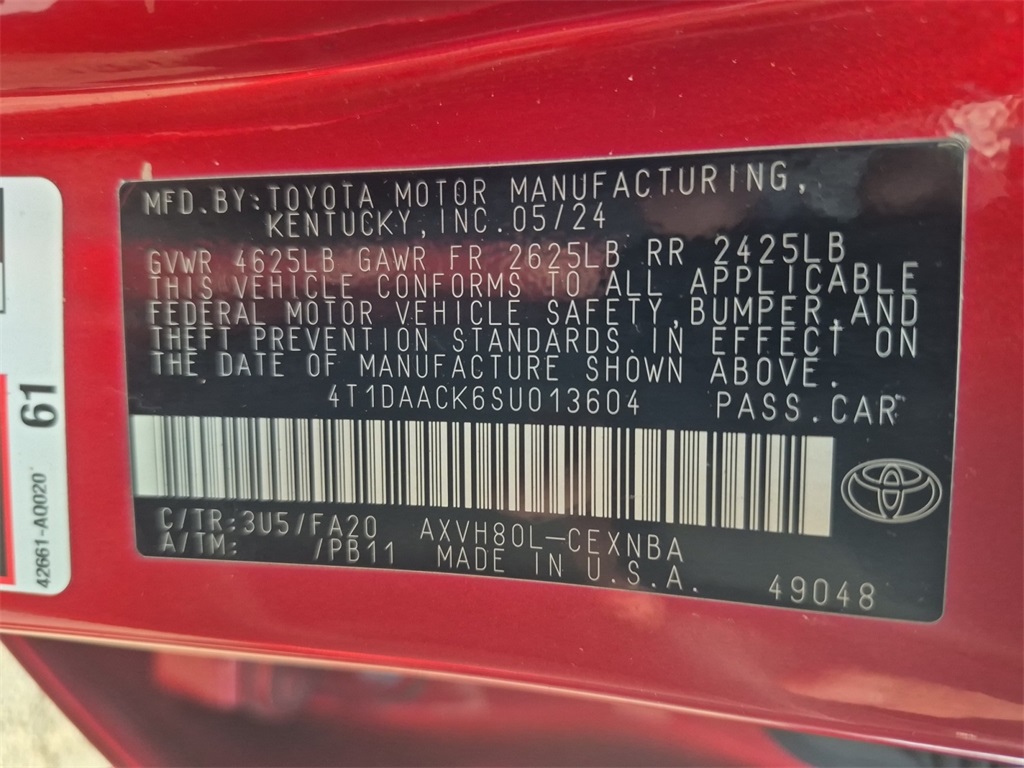 MFD.BY:TOYOTA MOTOR MANUFACTURING,
KENTUCKY,INC.05/24
GVWR 4625LB GAWR FR 2625LB RR 2425LB
THIS VEHICLE CONFORMS TO ALL APPLICABLE
FEDERAL MOTOR VEHICLE SAFETY,BUMPER,AND
THEFT PREVENTION STANDARDS IN EFFECT ON
THE DATE OF MANUFACTURE SHOWN ABOVE.
4T1DAACK6SU013604 PASS.CAR
C/TR:3U5/FA20 AXVH80L-CEXNBA
A/TM: /PB11 MADE IN U.S.A.
49048
61
42661-A0020